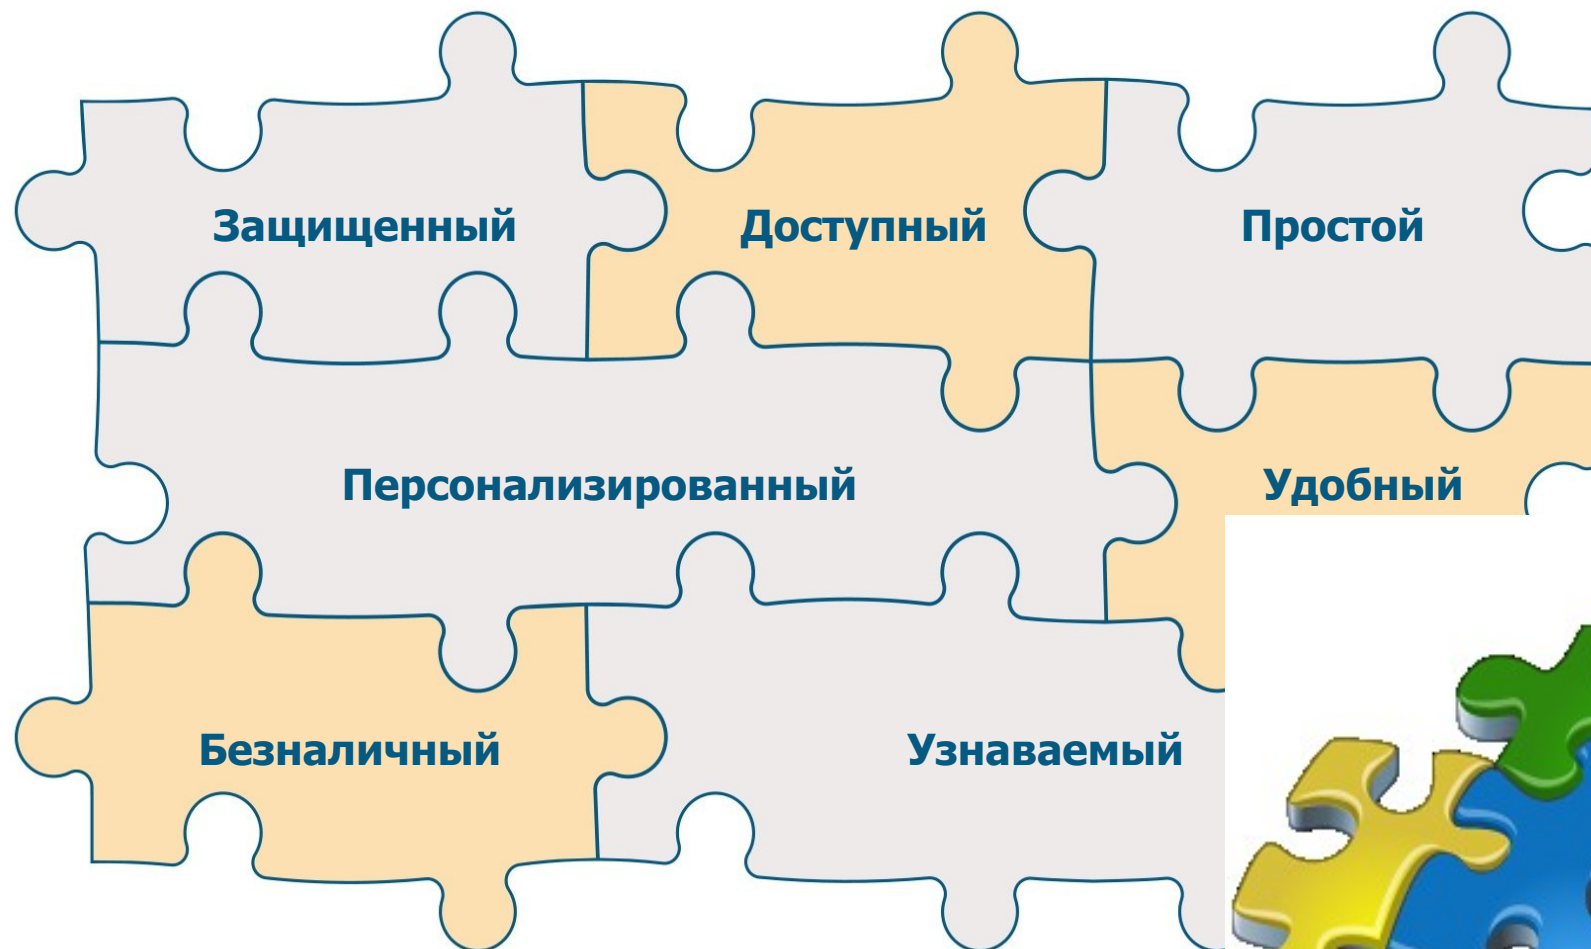 Защищенный
Доступный
Простой
Персонализированный
Удобный
Безналичный
Узнаваемый